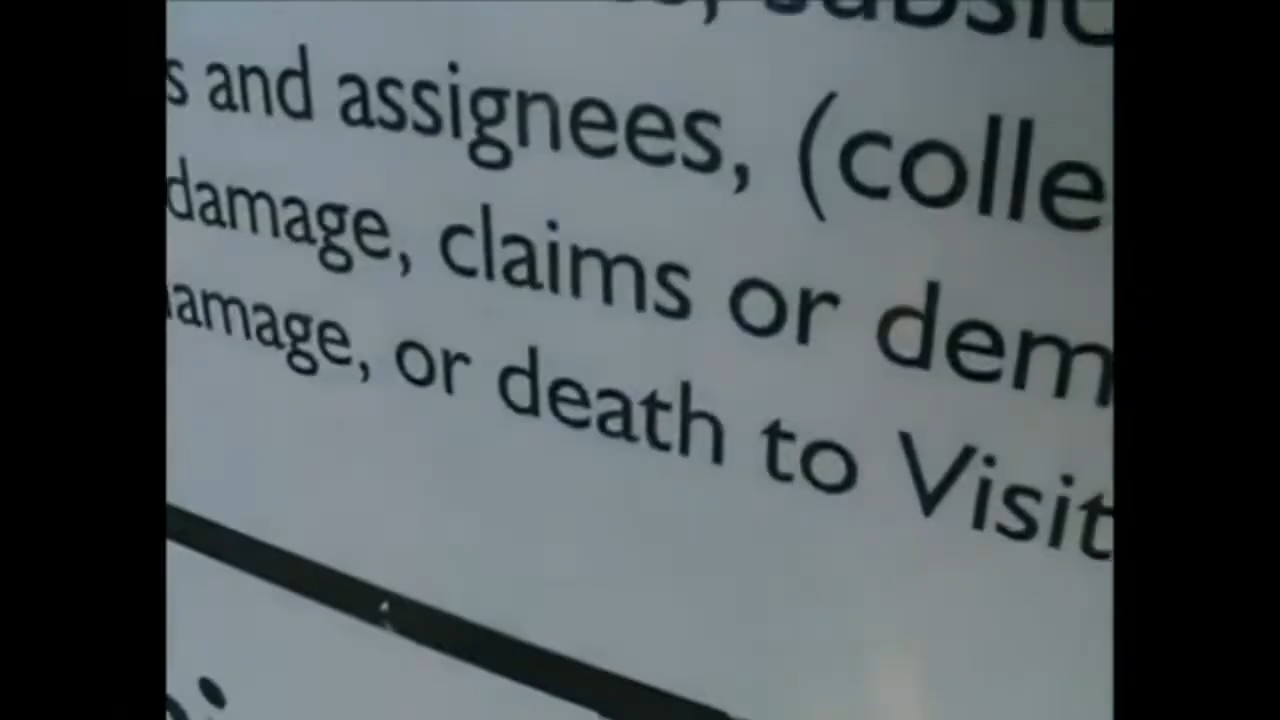 s and assignees, (colle
damage, claims or dem
amage, or death to Visit